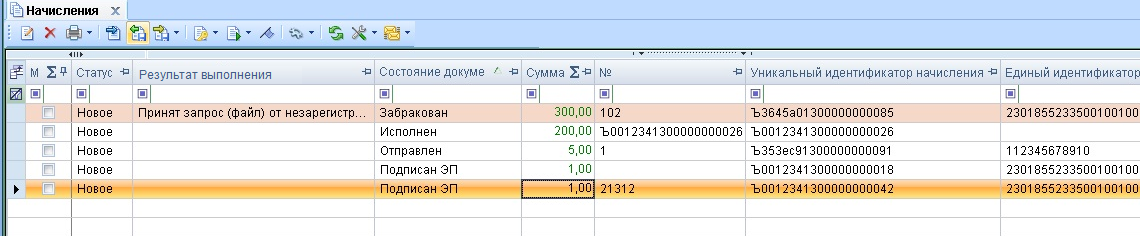 Начисления
М Σ Статус Результат выполнения Состояние докуме Сумма Σ № Уникальный идентификатор начисления Единый идентификатор
Новое Принят запрос (файл) от незарегистр... Забракован 300,00 102 Ъ3645a01300000000085 2301855233500100100
Новое Исполнен 200,00 Ъ0012341300000000026 Ъ0012341300000000026
Новое Отправлен 5,00 1 Ъ353ec91300000000091 112345678910
Новое Подписан ЭП 1,00 Ъ0012341300000000018 2301855233500100100
Новое Подписан ЭП 1,00 21312 Ъ0012341300000000042 2301855233500100100